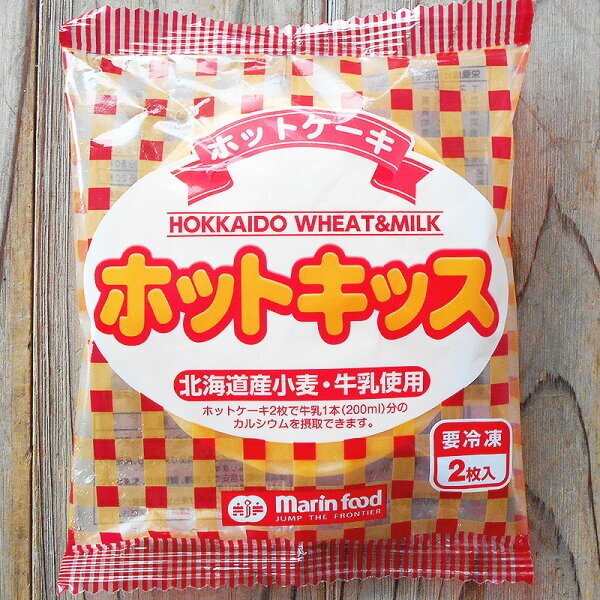 ホットケーキ
HOKKAIDO WHEAT&MILK
ホットキッス
北海道産小麦・牛乳使用
ホットケーキ2枚で牛乳1本(200ml)分の
カルシウムを摂取できます。
要冷凍
2枚入
marin food
JUMP THE FRONTIER